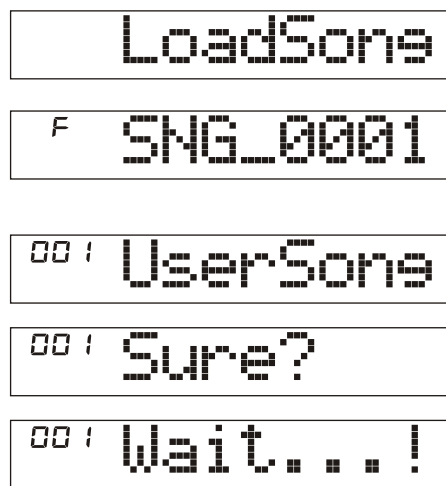 LoadSong
F SNG_0001
001 UserSong
001 Sure?
001 Wait...!